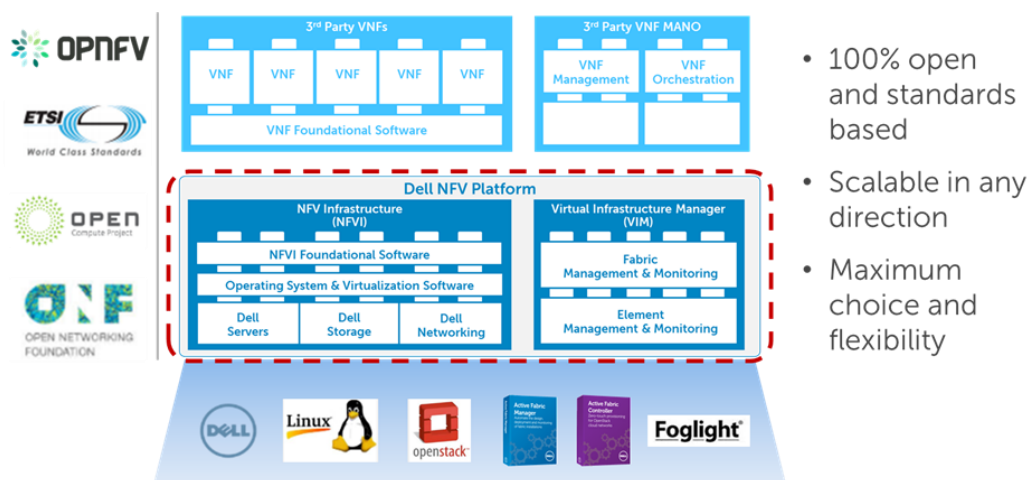 OPNFV
ETSI
World Class Standards
OPEN
Compute Project
ONF
OPEN NETWORKING
FOUNDATION
3rd Party VNFs
VNF
VNF
VNF
VNF
VNF
VNF Foundational Software
3rd Party VNF MANO
VNF
Management
VNF
Orchestration
Dell NFV Platform
NFV Infrastructure
(NFVI)
NFVI Foundational Software
Operating System & Virtualization Software
Dell
Servers
Dell
Storage
Dell
Networking
Virtual Infrastructure Manager
(VIM)
Fabric
Management & Monitoring
Element
Management & Monitoring
DELL
Linux
openstack
Active Fabric
Manager
Active Fabric
Controller
Foglight
• 100% open
and standards
based
• Scalable in any
direction
• Maximum
choice and
flexibility